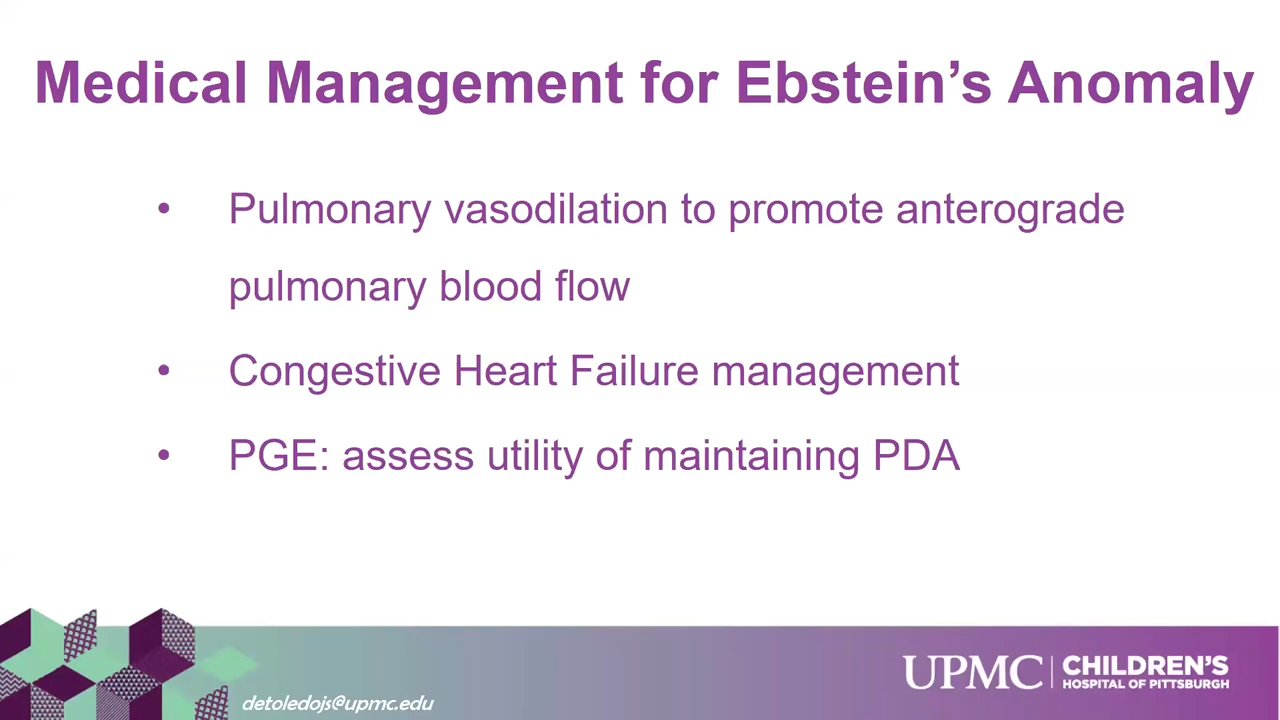 Medical Management for Ebstein’s Anomaly
• Pulmonary vasodilation to promote anterograde
pulmonary blood flow
• Congestive Heart Failure management
• PGE: assess utility of maintaining PDA
detoledojs@upmc.edu
UPMC | CHILDREN'S
HOSPITAL OF PITTSBURGH